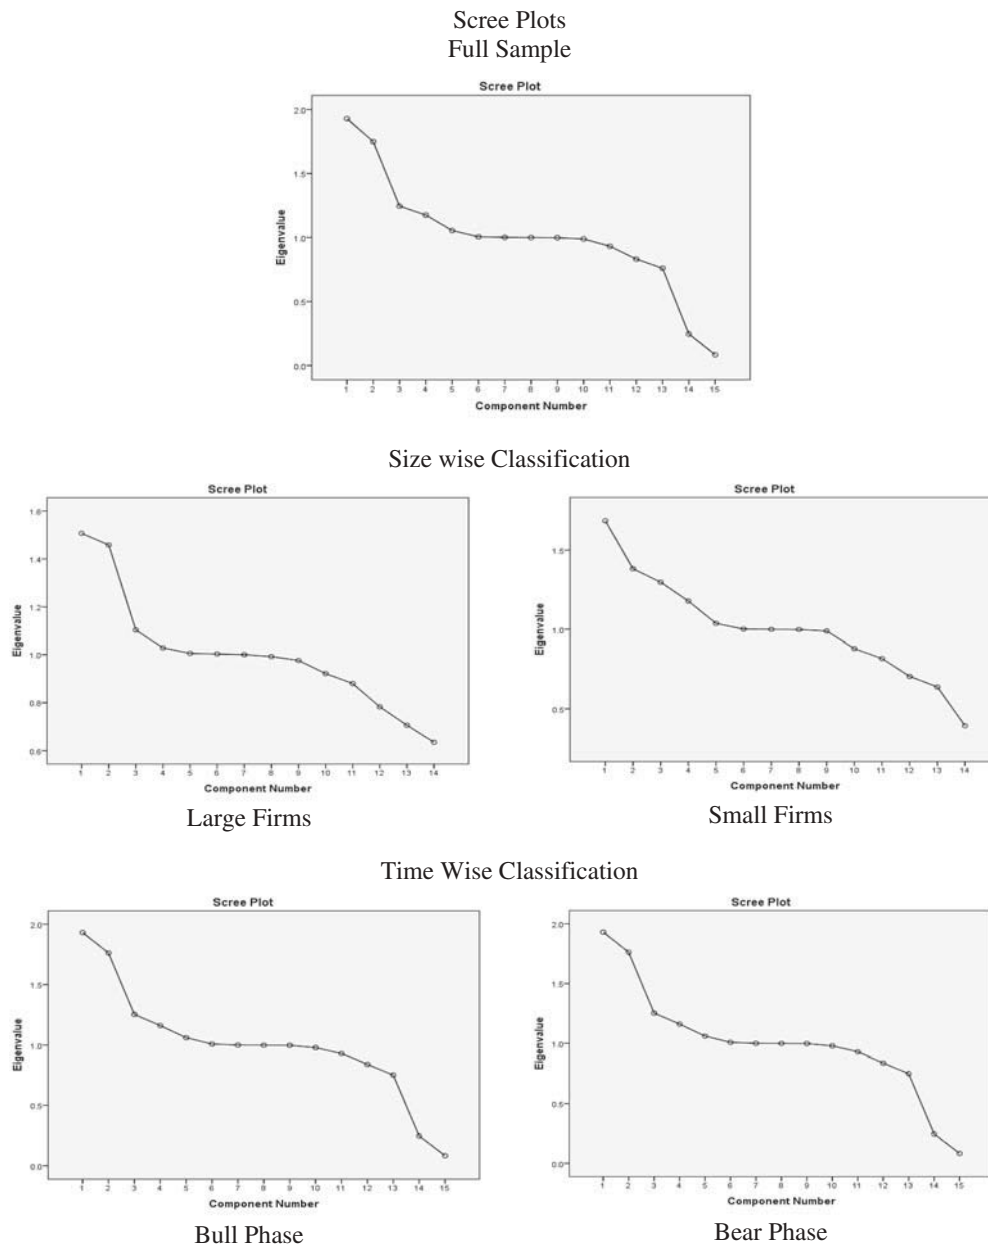 Scree Plots
Full Sample
Scree Plot
2.0
1.5
1.0
0.5
0.0
Eigenvalue
1 2 3 4 5 6 7 8 9 10 11 12 13 14 15
Component Number
Size wise Classification
Scree Plot
1.6
1.4
1.2
1.0
0.8
0.6
Eigenvalue
1 2 3 4 5 6 7 8 9 10 11 12 13 14
Component Number
Large Firms
Scree Plot
1.5
1.0
0.5
Eigenvalue
1 2 3 4 5 6 7 8 9 10 11 12 13 14
Component Number
Small Firms
Time Wise Classification
Scree Plot
2.0
1.5
1.0
0.5
0.0
Eigenvalue
1 2 3 4 5 6 7 8 9 10 11 12 13 14 15
Component Number
Bull Phase
Scree Plot
2.0
1.5
1.0
0.5
0.0
Eigenvalue
1 2 3 4 5 6 7 8 9 10 11 12 13 14 15
Component Number
Bear Phase